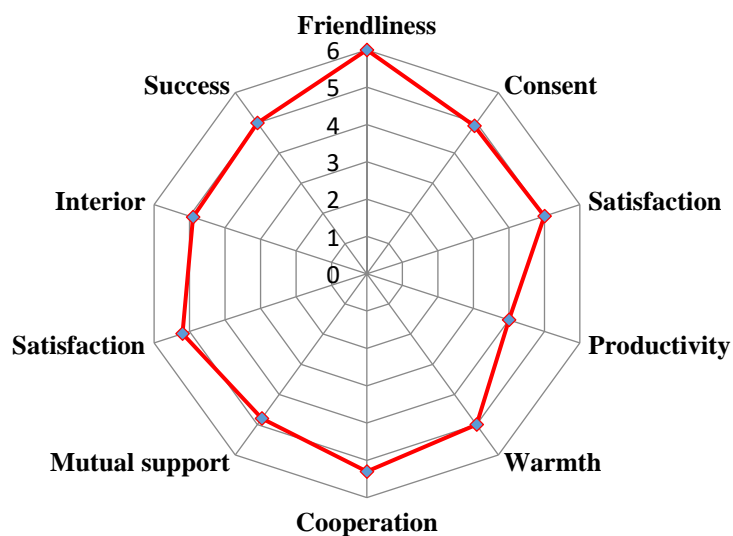 Friendliness
6
Success
Consent
5
4
3
Interior
Satisfaction
2
1
0
Satisfaction
Productivity
Mutual support
Warmth
Cooperation